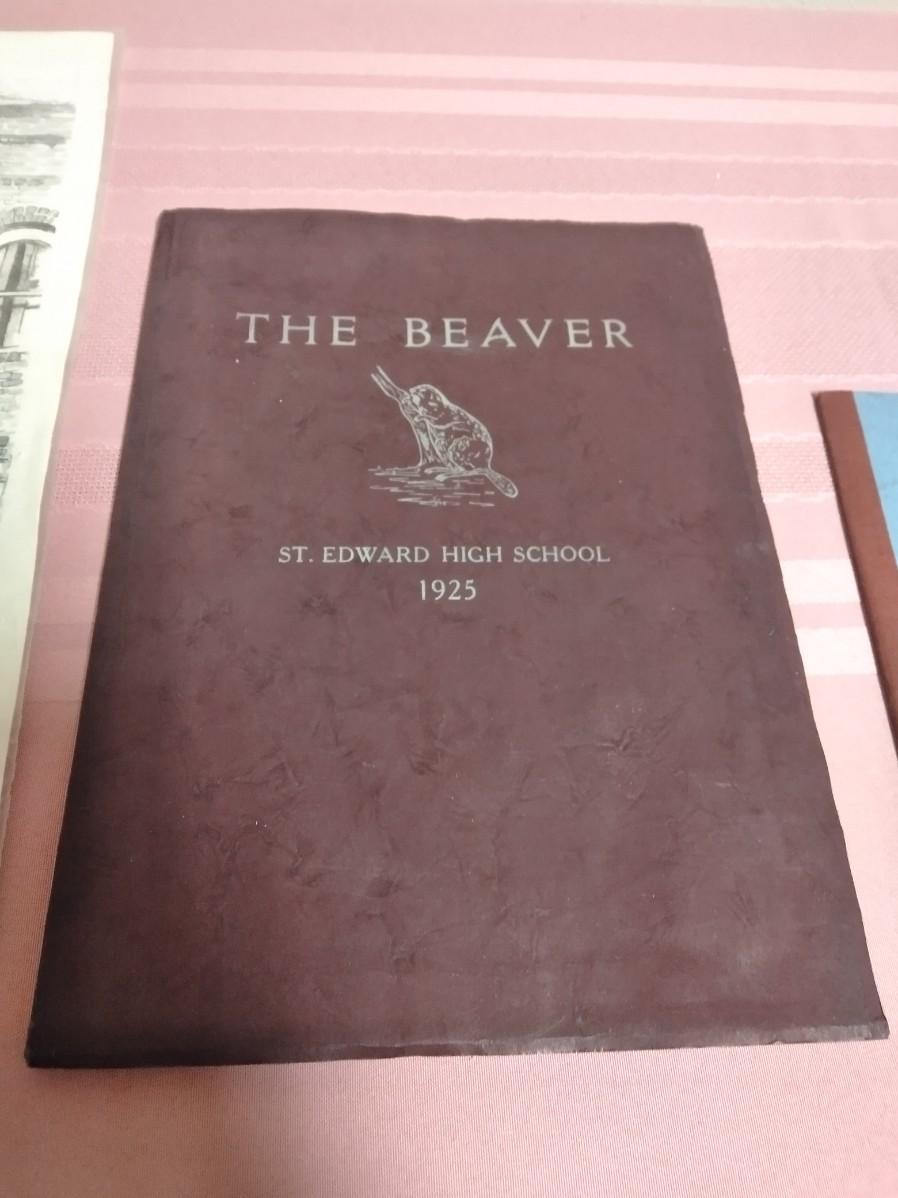 THE BEAVER
ST. EDWARD HIGH SCHOOL
1925